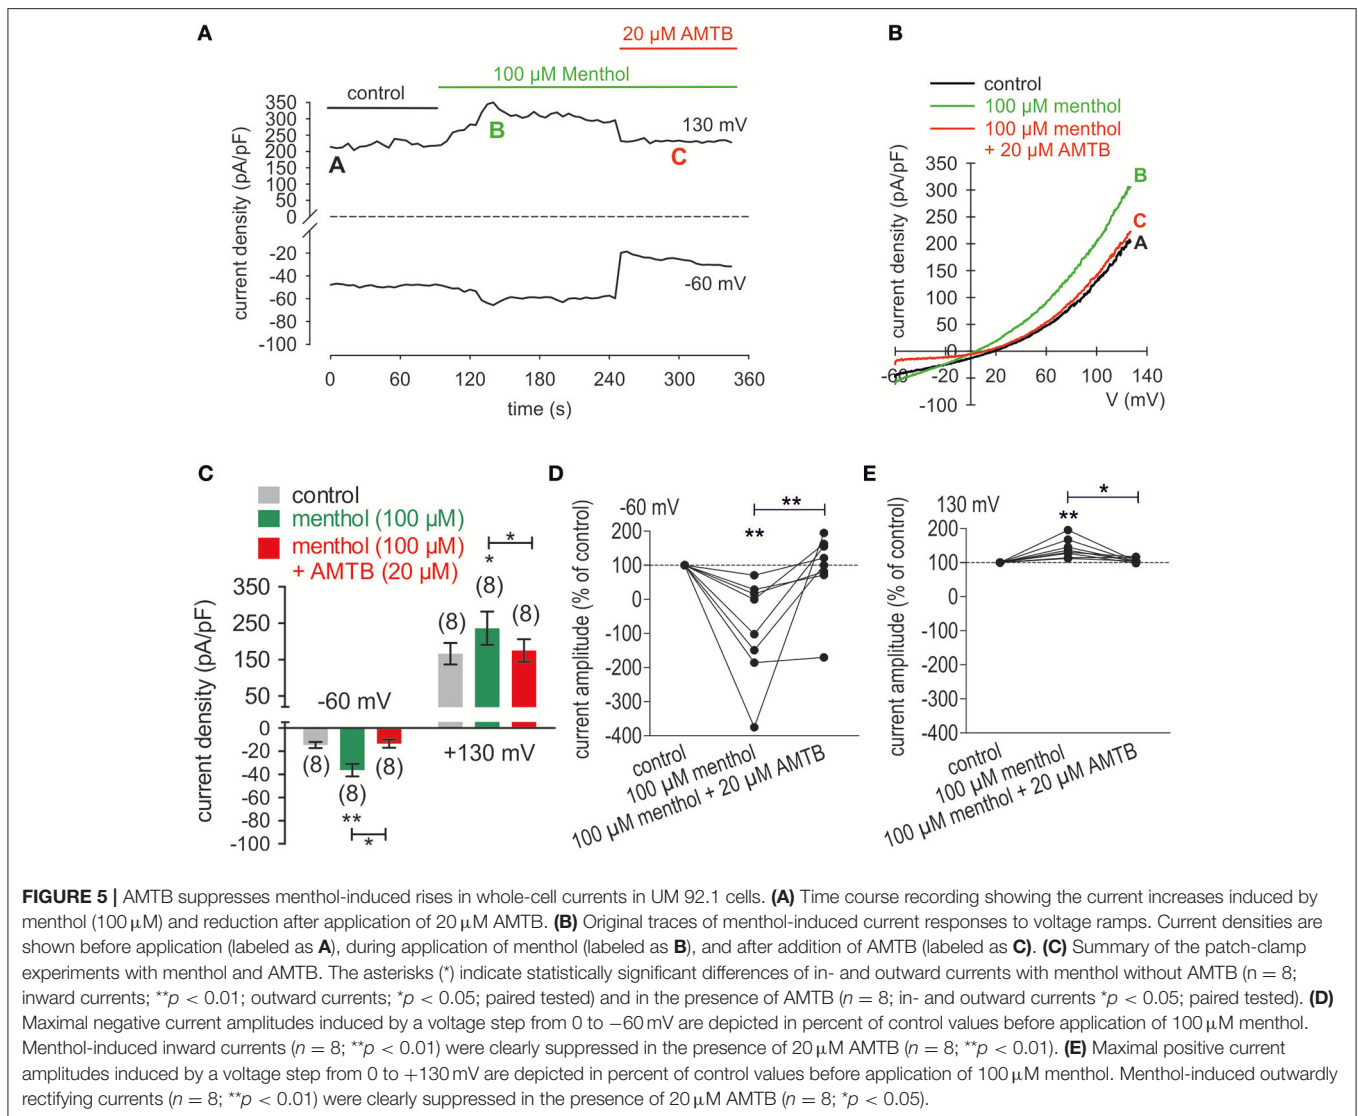 A
20 µM AMTB
100 µM Menthol
control
350
300
250
200
150
100
50
0
-20
-40
-60
-80
-100
current density (pA/pF)
130 mV
-60 mV
A
B
C
0
60
120
180
240
300
360
time (s)
B
control
100 µM menthol
100 µM menthol
+ 20 µM AMTB
350
300
250
200
150
100
50
0
-100
current density (pA/pF)
B
C
A
-60
-20
20
60
100
140
V (mV)
C
control
menthol (100 µM)
menthol (100 µM)
+ AMTB (20 µM)
350
250
150
50
0
-20
-40
-60
-80
-100
current density (pA/pF)
-60 mV
(8)
(8)
(8)
**
*
(8)
*
(8)
(8)
*
+130 mV
D
-60 mV
**
**
200
100
0
-100
-200
-300
-400
current amplitude (% of control)
control
100 µM menthol
100 µM menthol + 20 µM AMTB
E
130 mV
*
**
200
100
0
-100
-200
-300
-400
current amplitude (% of control)
control
100 µM menthol
100 µM menthol + 20 µM AMTB
FIGURE 5 | AMTB suppresses menthol-induced rises in whole-cell currents in UM 92.1 cells. (A) Time course recording showing the current increases induced by
menthol (100 µM) and reduction after application of 20 µM AMTB. (B) Original traces of menthol-induced current responses to voltage ramps. Current densities are
shown before application (labeled as A), during application of menthol (labeled as B), and after addition of AMTB (labeled as C). (C) Summary of the patch-clamp
experiments with menthol and AMTB. The asterisks (*) indicate statistically significant differences of in- and outward currents with menthol without AMTB (n = 8;
inward currents; **p < 0.01; outward currents; *p < 0.05; paired tested) and in the presence of AMTB (n = 8; in- and outward currents *p < 0.05; paired tested). (D)
Maximal negative current amplitudes induced by a voltage step from 0 to −60 mV are depicted in percent of control values before application of 100 µM menthol.
Menthol-induced inward currents (n = 8; **p < 0.01) were clearly suppressed in the presence of 20 µM AMTB (n = 8; **p < 0.01). (E) Maximal positive current
amplitudes induced by a voltage step from 0 to +130 mV are depicted in percent of control values before application of 100 µM menthol. Menthol-induced outwardly
rectifying currents (n = 8; **p < 0.01) were clearly suppressed in the presence of 20 µM AMTB (n = 8; *p < 0.05).